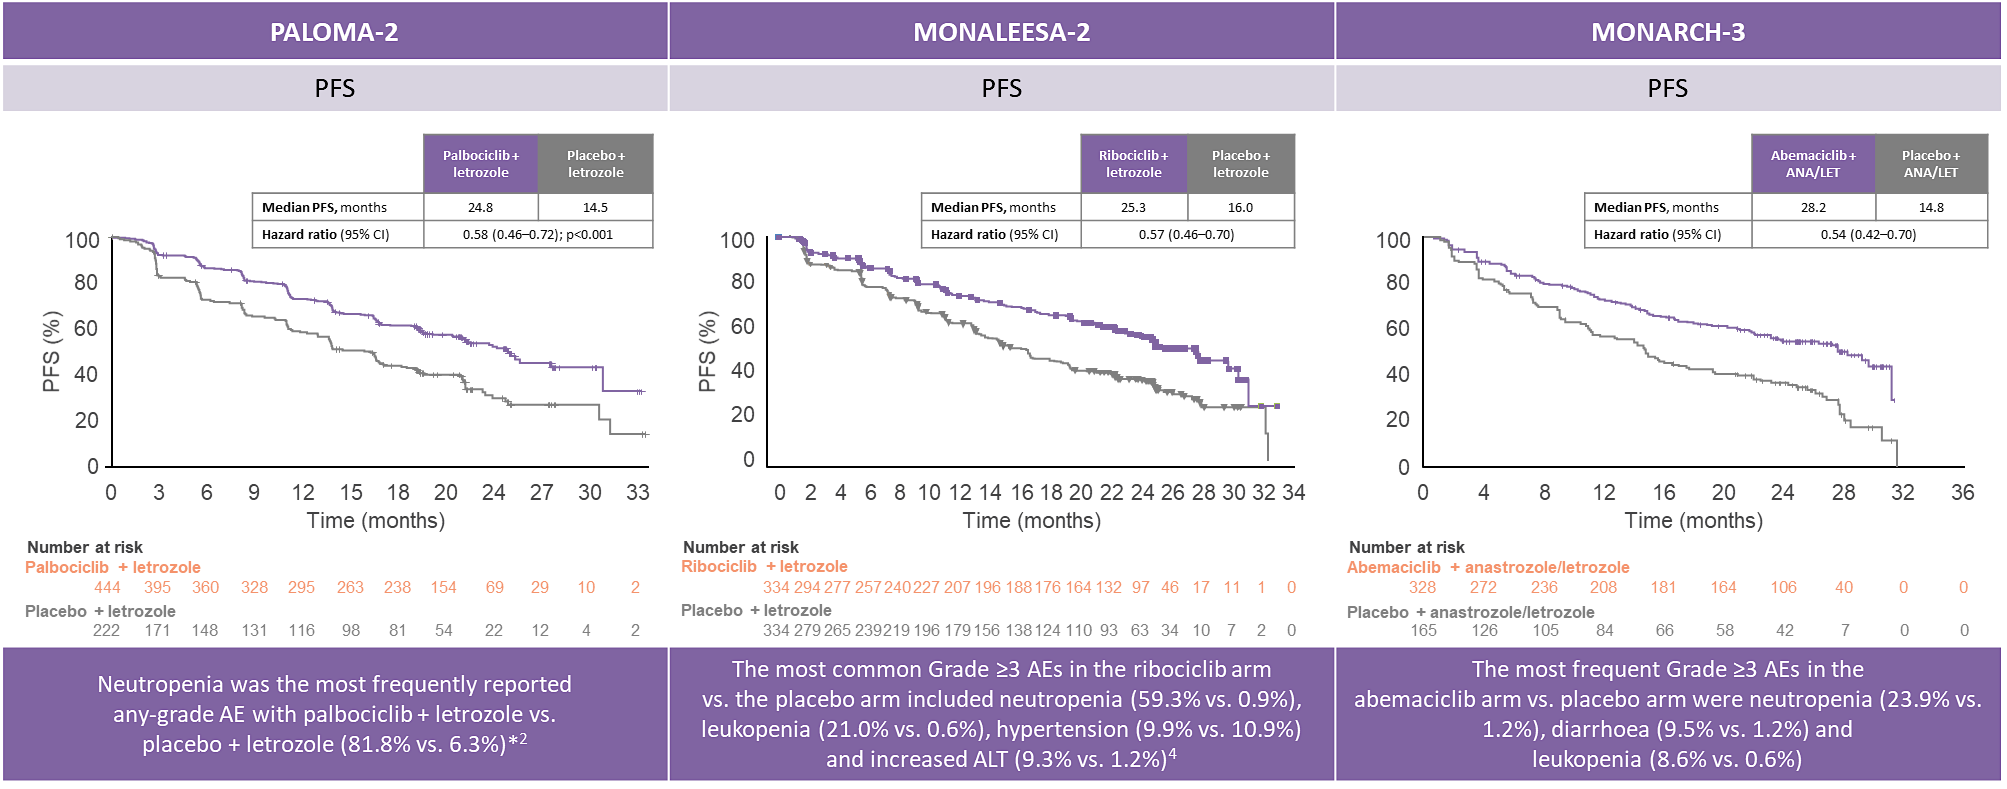 PALOMA-2
PFS
Palbociclib + letrozole
Placebo + letrozole
Median PFS, months 24.8 14.5
Hazard ratio (95% CI) 0.58 (0.46–0.72); p<0.001
PFS (%)
100
80
60
40
20
0
0 3 6 9 12 15 18 21 24 27 30 33
Time (months)
Number at risk
Palbociclib + letrozole
444 395 360 328 295 263 238 154 69 29 10 2
Placebo + letrozole
222 171 148 131 116 98 81 54 22 12 4 2
Neutropenia was the most frequently reported
any-grade AE with palbociclib + letrozole vs.
placebo + letrozole (81.8% vs. 6.3%)*2
MONALEESA-2
PFS
Ribociclib + letrozole
Placebo + letrozole
Median PFS, months 25.3 16.0
Hazard ratio (95% CI) 0.57 (0.46–0.70)
PFS (%)
100
80
60
40
20
0
0 2 4 6 8 10 12 14 16 18 20 22 24 26 28 30 32 34
Time (months)
Number at risk
Ribociclib + letrozole
334 294 277 257 240 227 207 196 188 176 164 132 97 46 17 11 1 0
Placebo + letrozole
334 279 265 239 219 196 179 156 138 124 110 93 63 34 10 7 2 0
The most common Grade ≥3 AEs in the ribociclib arm
vs. the placebo arm included neutropenia (59.3% vs. 0.9%),
leukopenia (21.0% vs. 0.6%), hypertension (9.9% vs. 10.9%)
and increased ALT (9.3% vs. 1.2%)4
MONARCH-3
PFS
Abemaciclib + ANA/LET
Placebo + ANA/LET
Median PFS, months 28.2 14.8
Hazard ratio (95% CI) 0.54 (0.42–0.70)
PFS (%)
100
80
60
40
20
0
0 4 8 12 16 20 24 28 32 36
Time (months)
Number at risk
Abemaciclib + anastrozole/letrozole
328 272 236 208 181 164 106 40 0 0
Placebo + anastrozole/letrozole
165 126 105 84 66 58 42 7 0 0
The most frequent Grade ≥3 AEs in the
abemaciclib arm vs. placebo arm were neutropenia (23.9% vs.
1.2%), diarrhoea (9.5% vs. 1.2%) and
leukopenia (8.6% vs. 0.6%)